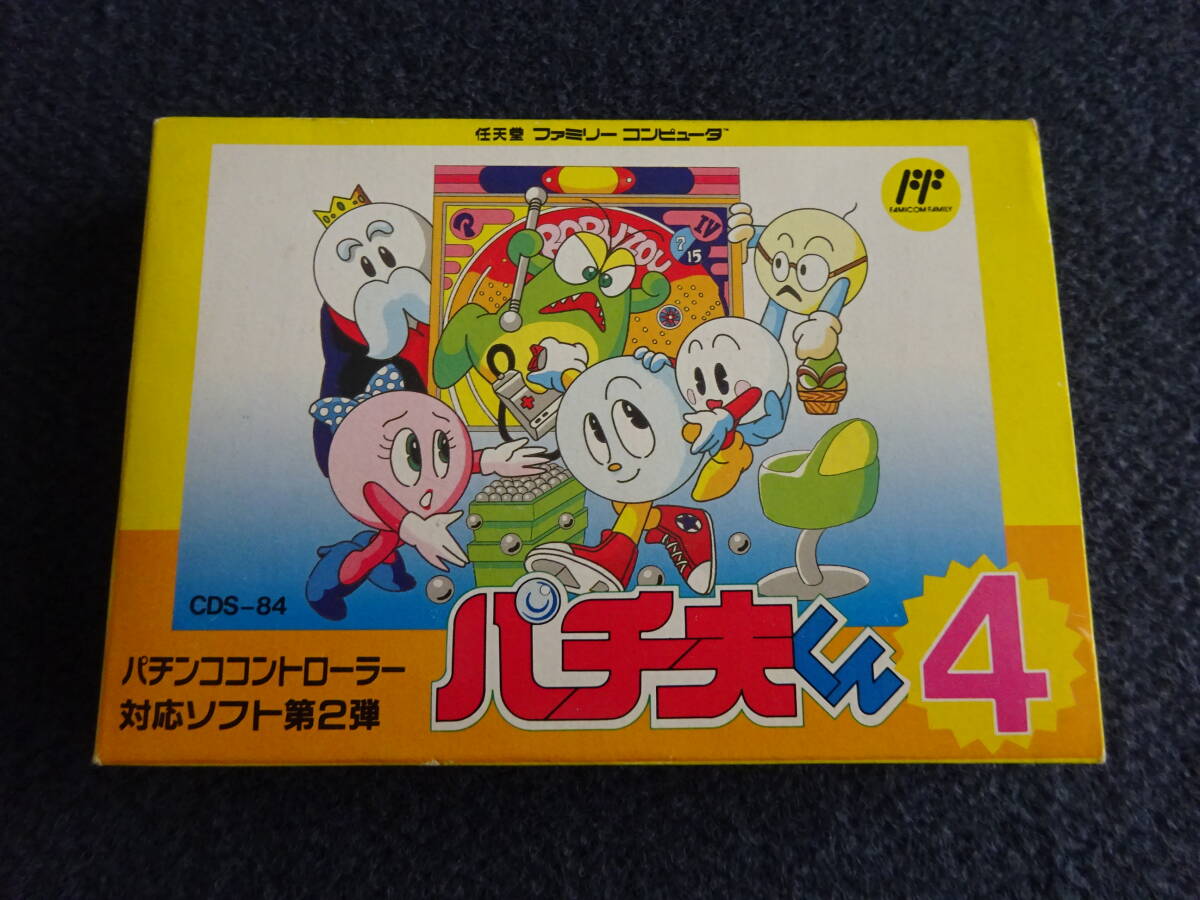 任天堂 ファミリー コンピュータ™
FAMICOM FAMILY
R
IV
7
15
CDS-84
パチンココントローラー
対応ソフト第2弾
パチ夫くん
4